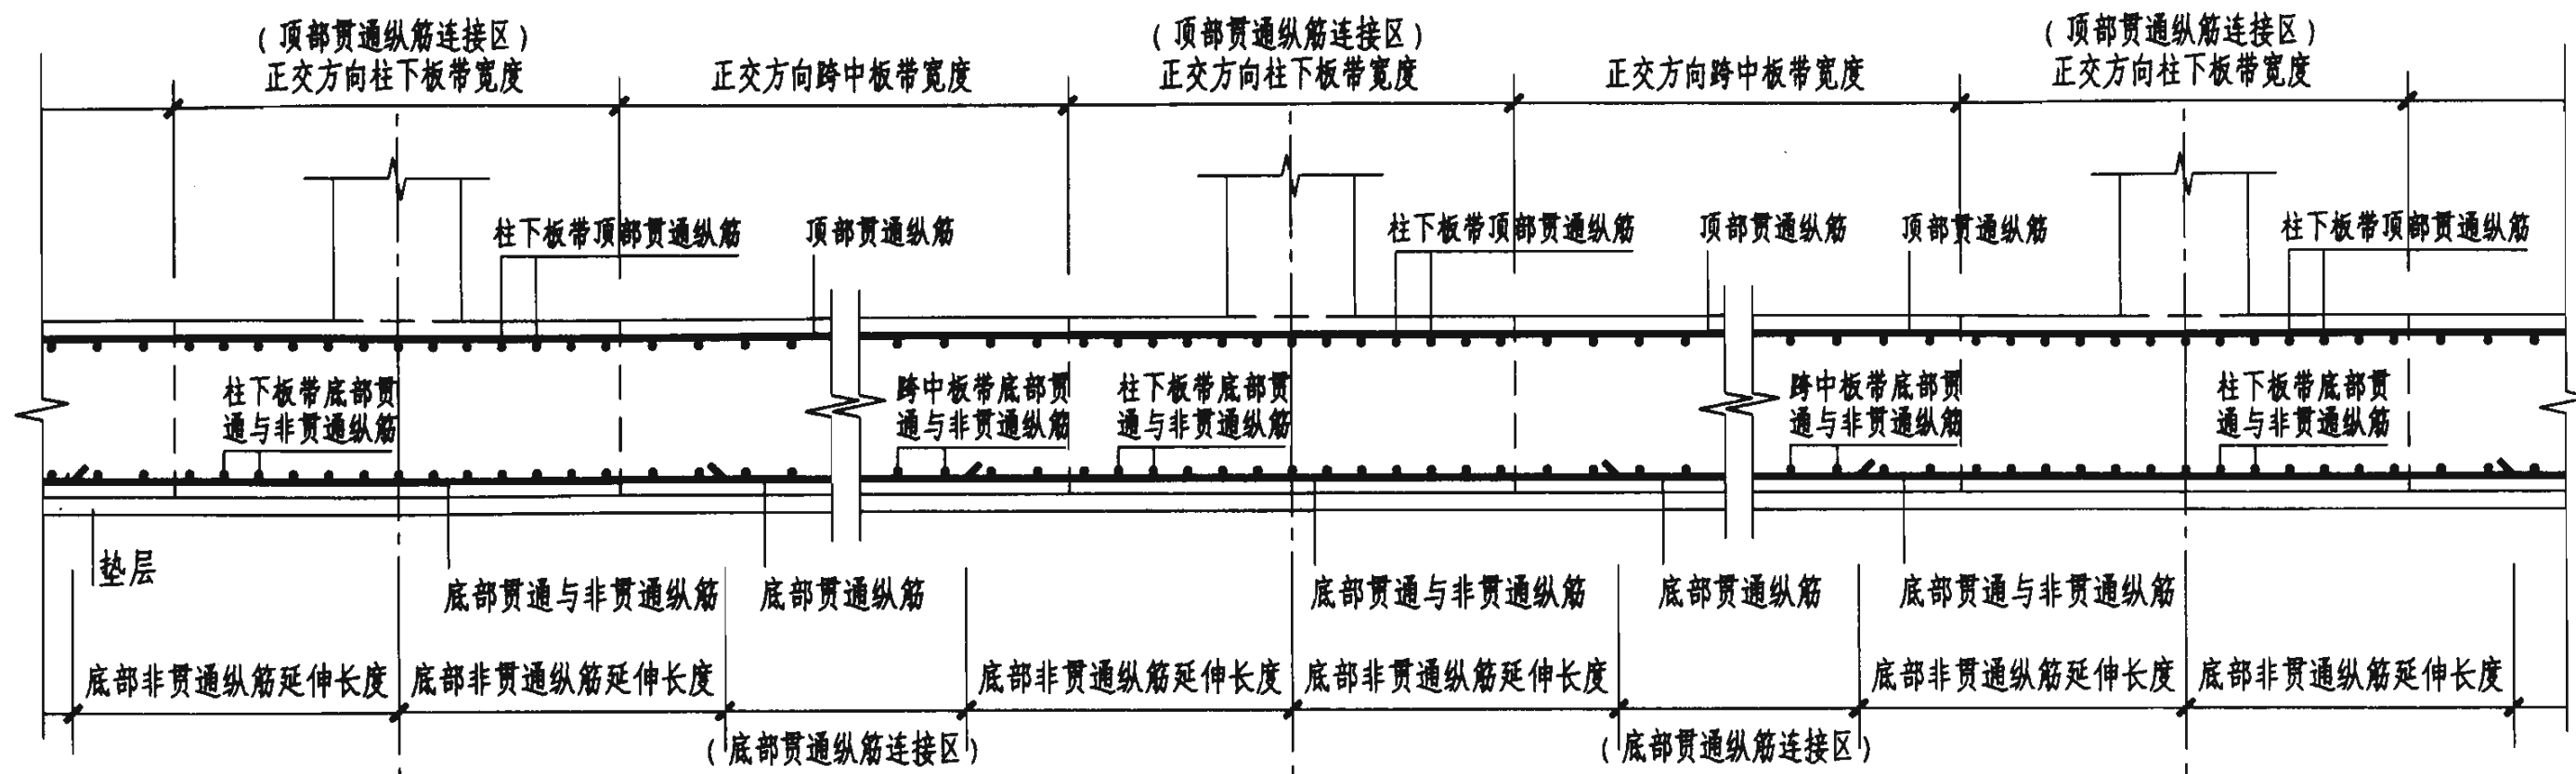 （顶部贯通纵筋连接区）
正交方向柱下板带宽度
正交方向跨中板带宽度
（顶部贯通纵筋连接区）
正交方向柱下板带宽度
正交方向跨中板带宽度
（顶部贯通纵筋连接区）
正交方向柱下板带宽度
柱下板带顶部贯通纵筋
顶部贯通纵筋
柱下板带顶部贯通纵筋
顶部贯通纵筋
顶部贯通纵筋
柱下板带顶部贯通纵筋
柱下板带底部贯
通与非贯通纵筋
跨中板带底部贯
通与非贯通纵筋
柱下板带底部贯
通与非贯通纵筋
跨中板带底部贯
通与非贯通纵筋
柱下板带底部贯
通与非贯通纵筋
垫层
底部贯通与非贯通纵筋
底部贯通纵筋
底部贯通与非贯通纵筋
底部贯通纵筋
底部贯通与非贯通纵筋
底部非贯通纵筋延伸长度
底部非贯通纵筋延伸长度
底部非贯通纵筋延伸长度
底部非贯通纵筋延伸长度
底部非贯通纵筋延伸长度
底部非贯通纵筋延伸长度
（底部贯通纵筋连接区）
（底部贯通纵筋连接区）